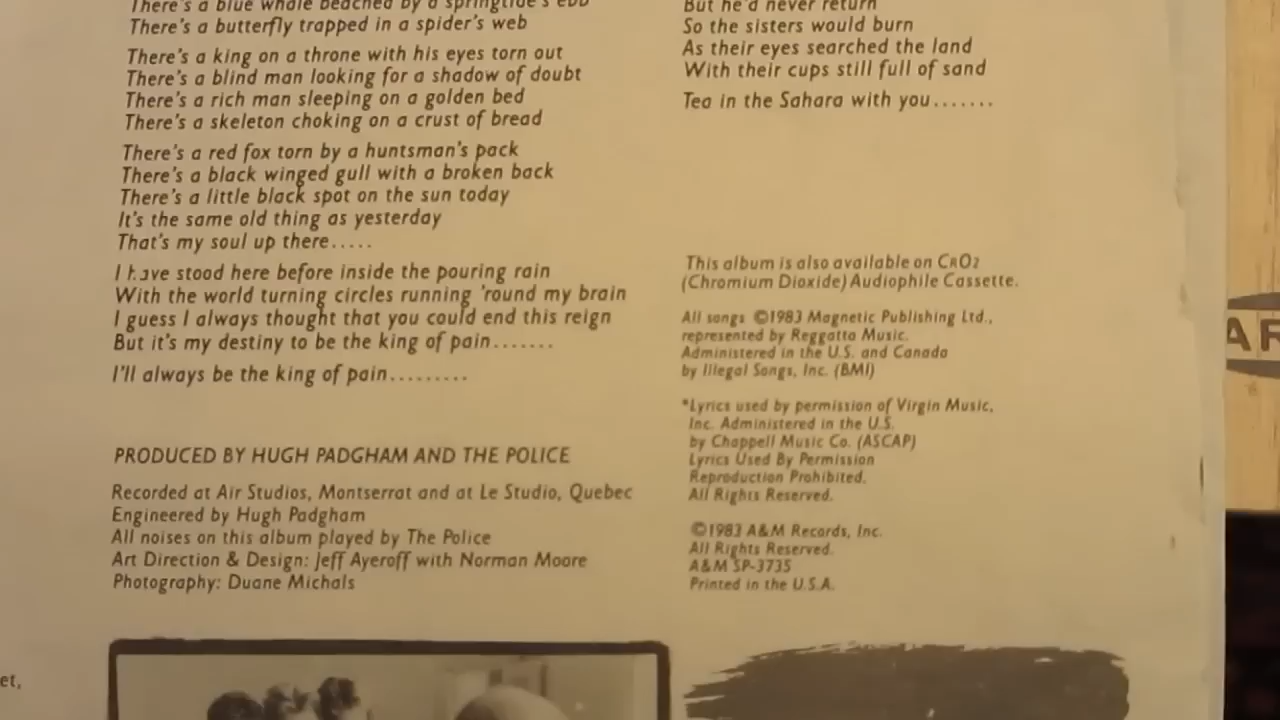 There's a blue whale beached by a springtide's ebb
There's a butterfly trapped in a spider's web
There's a king on a throne with his eyes torn out
There's a blind man looking for a shadow of doubt
There's a rich man sleeping on a golden bed
There's a skeleton choking on a crust of bread
There's a red fox torn by a huntsman's pack
There's a black winged gull with a broken back
There's a little black spot on the sun today
It's the same old thing as yesterday
That's my soul up there.....
I have stood here before inside the pouring rain
With the world turning circles running 'round my brain
I guess I always thought that you could end this reign
But it's my destiny to be the king of pain.......
I'll always be the king of pain.........
PRODUCED BY HUGH PADGHAM AND THE POLICE
Recorded at Air Studios, Montserrat and at Le Studio, Quebec
Engineered by Hugh Padgham
All noises on this album played by The Police
Art Direction & Design: Jeff Ayeroff with Norman Moore
Photography: Duane Michals
et,
But he'd never return
So the sisters would burn
As their eyes searched the land
With their cups still full of sand
Tea in the Sahara with you.......
This album is also available on CRO2
(Chromium Dioxide) Audiophile Cassette.
All songs ©1983 Magnetic Publishing Ltd.,
represented by Reggatta Music.
Administered in the U.S. and Canada
by Illegal Songs, Inc. (BMI)
*Lyrics used by permission of Virgin Music,
Inc. Administered in the U.S.
by Chappell Music Co. (ASCAP)
Lyrics Used By Permission
Reproduction Prohibited.
All Rights Reserved.
©1983 A&M Records, Inc.
All Rights Reserved.
A&M SP-3735
Printed in the U.S.A.
AR